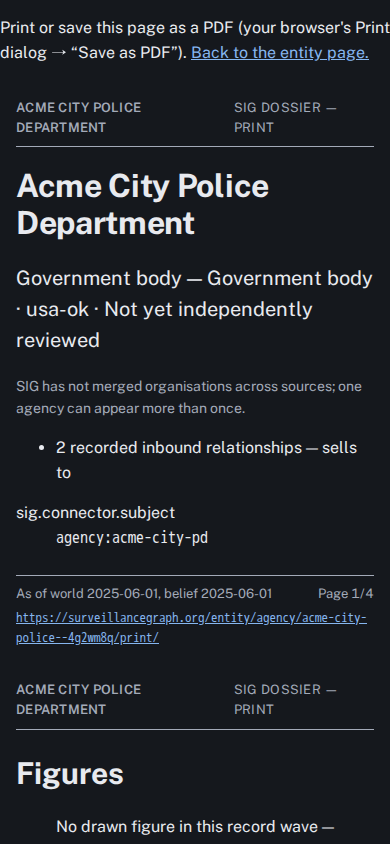 Print or save this page as a PDF (your browser's Print
dialog → “Save as PDF”). Back to the entity page.
ACME CITY POLICE DEPARTMENT
SIG DOSSIER — PRINT
Acme City Police
Department
Government body — Government body
· usa-ok · Not yet independently
reviewed
SIG has not merged organisations across sources; one
agency can appear more than once.
• 2 recorded inbound relationships — sells
to
sig.connector.subject
agency:acme-city-pd
As of world 2025-06-01, belief 2025-06-01
Page 1/4
https://surveillancegraph.org/entity/agency/acme-city-
police--4g2wm8q/print/
ACME CITY POLICE DEPARTMENT
SIG DOSSIER — PRINT
Figures
No drawn figure in this record wave —